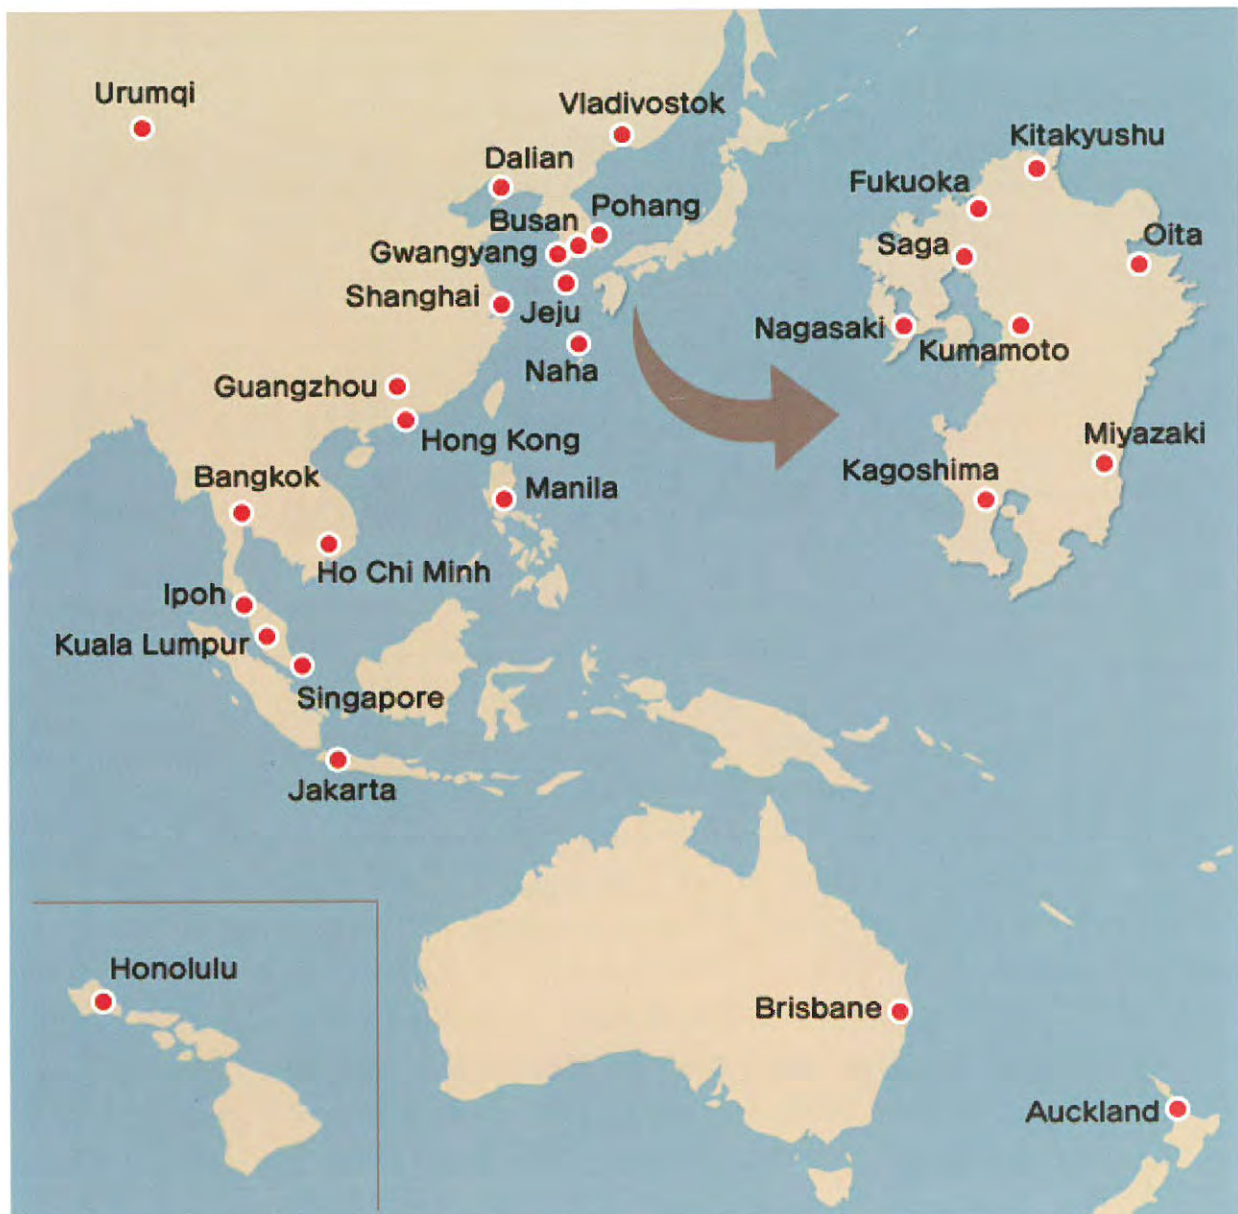 Urumqi
Vladivostok
Dalian
Pohang
Busan
Gwangyang
Shanghai
Jeju
Naha
Guangzhou
Hong Kong
Bangkok
Manila
Ho Chi Minh
Ipoh
Kuala Lumpur
Singapore
Jakarta
Kitakyushu
Fukuoka
Oita
Saga
Nagasaki
Kumamoto
Miyazaki
Kagoshima
Honolulu
Brisbane
Auckland